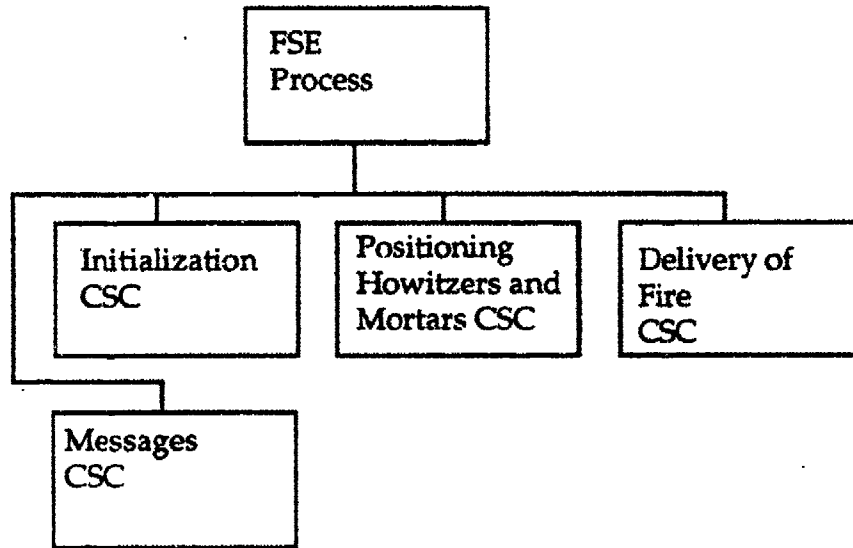 FSE
Process
Initialization
CSC
Positioning
Howitzers and
Mortars CSC
Delivery of
Fire
CSC
Messages
CSC